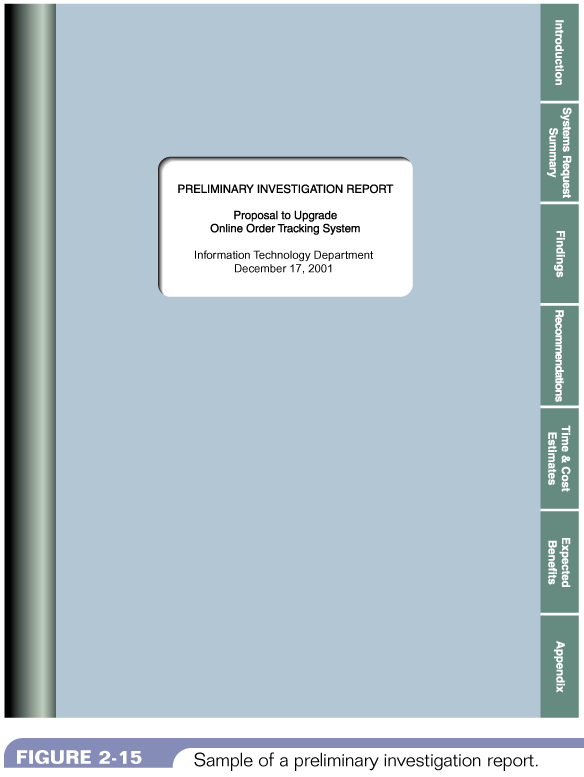 PRELIMINARY INVESTIGATION REPORT
Proposal to Upgrade
Online Order Tracking System
Information Technology Department
December 17, 2001
Introduction
Systems Request
Summary
Findings
Recommendations
Time & Cost
Estimates
Expected
Benefits
Appendix
FIGURE 2-15
Sample of a preliminary investigation report.